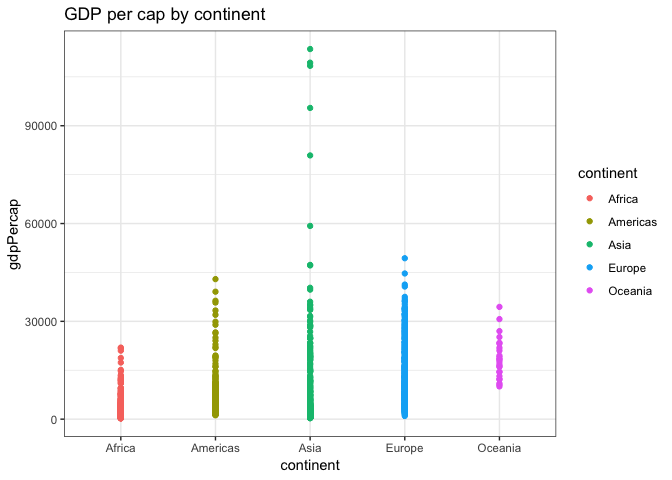 GDP per cap by continent
gdpPercap
90000
60000
30000
0
Africa
Americas
Asia
Europe
Oceania
continent
continent
Africa
Americas
Asia
Europe
Oceania